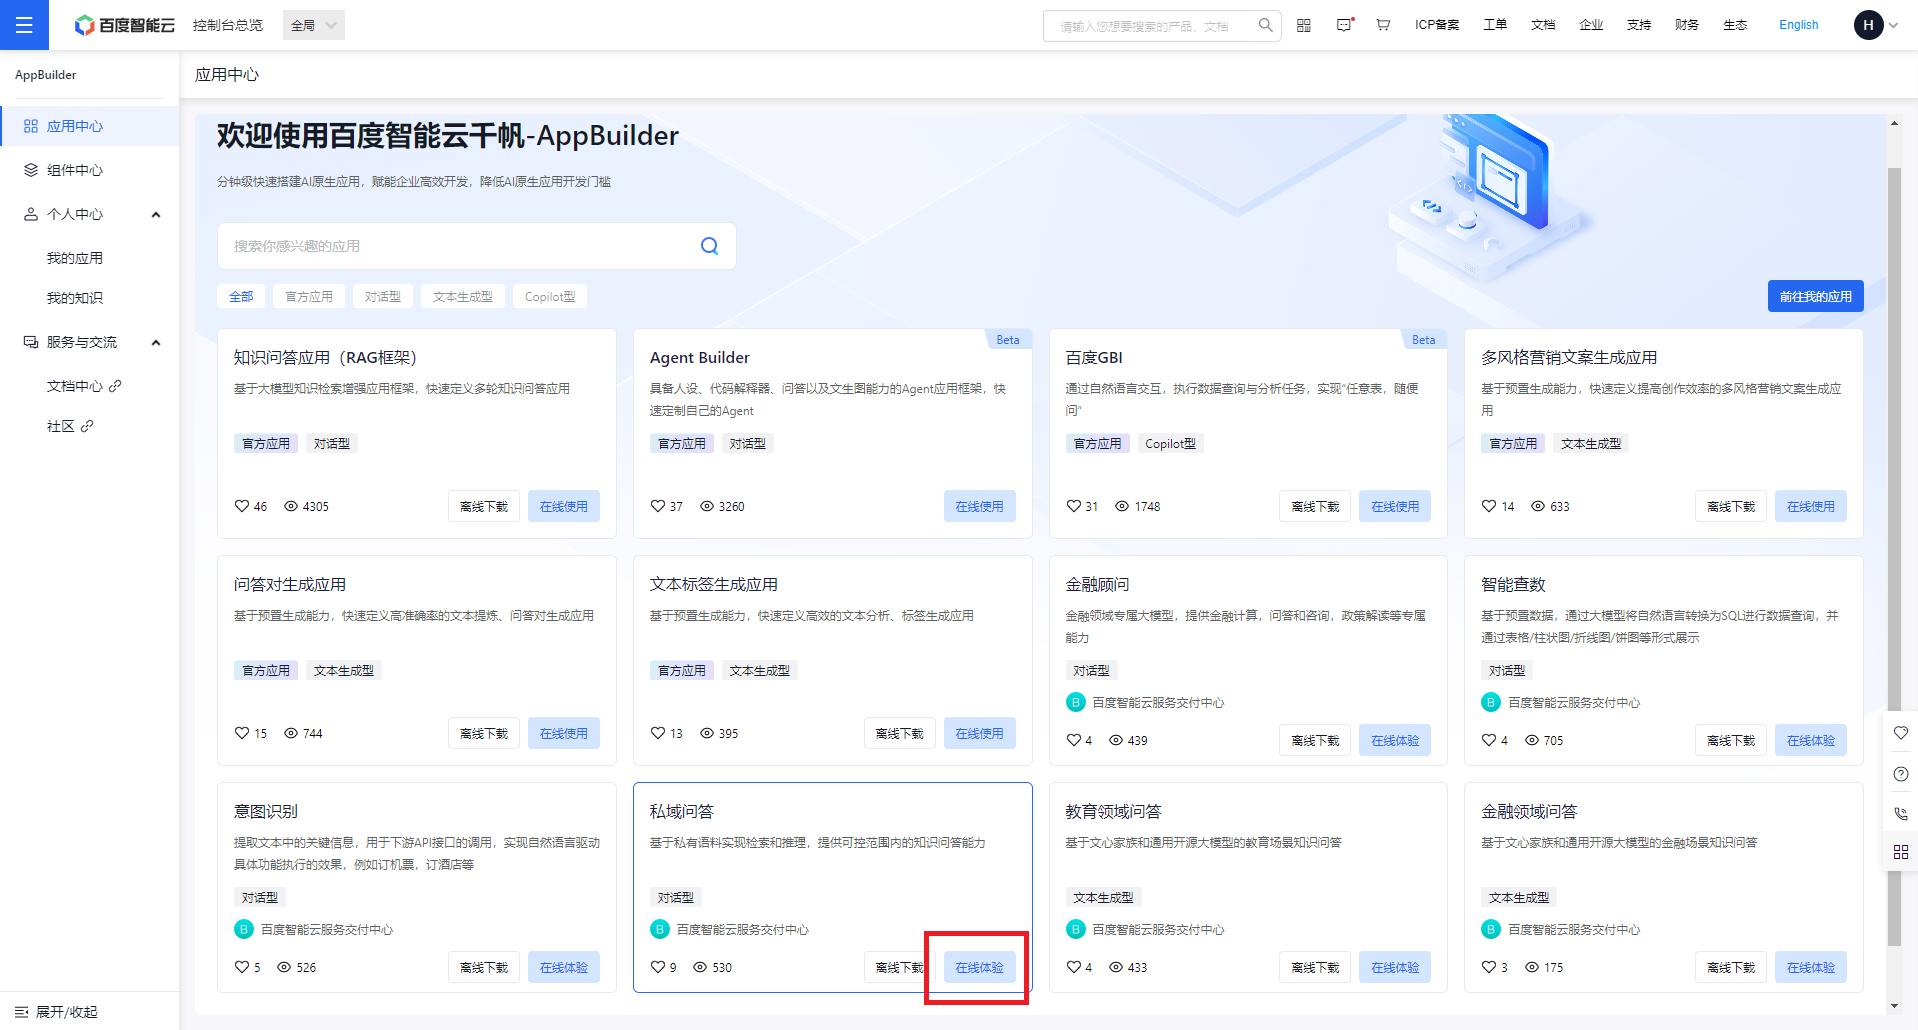 百度智能云
控制台总览
全局
请输入您想要搜索的产品、文档
ICP备案
工单
文档
企业
支持
财务
生态
English
H
AppBuilder
应用中心
组件中心
个人中心
我的应用
我的知识
服务与交流
文档中心
社区
展开/收起
应用中心
欢迎使用百度智能云千帆-AppBuilder
分钟级快速搭建AI原生应用，赋能企业高效开发，降低AI原生应用开发门槛
搜索你感兴趣的应用
全部 官方应用 对话型 文本生成型 Copilot型
前往我的应用
知识问答应用（RAG框架）
基于大模型知识检索增强应用框架，快速定义多轮知识问答应用
官方应用 对话型
46 4305 离线下载 在线使用
Beta
Agent Builder
具备人设、代码解释器、问答以及文生图能力的Agent应用框架，快
速定制自己的Agent
官方应用 对话型
37 3260 在线使用
Beta
百度GBI
通过自然语言交互，执行数据查询与分析任务，实现“任意表，随便
问”
官方应用 Copilot型
31 1748 离线下载 在线使用
多风格营销文案生成应用
基于预置生成能力，快速定义提高创作效率的多风格营销文案生成应
用
官方应用 文本生成型
14 633 离线下载 在线使用
问答对生成应用
基于预置生成能力，快速定义高准确率的文本提炼、问答对生成应用
官方应用 文本生成型
15 744 离线下载 在线使用
文本标签生成应用
基于预置生成能力，快速定义高效的文本分析、标签生成应用
官方应用 文本生成型
13 395 离线下载 在线使用
金融顾问
金融领域专属大模型，提供金融计算，问答和咨询，政策解读等专属
能力
对话型
B 百度智能云服务交付中心
4 439 离线下载 在线体验
智能查数
基于预置数据，通过大模型将自然语言转换为SQL进行数据查询，并
通过表格/柱状图/折线图/饼图等形式展示
对话型
B 百度智能云服务交付中心
4 705 离线下载 在线体验
意图识别
提取文本中的关键信息，用于下游API接口的调用，实现自然语言驱动
具体功能执行的效果，例如订机票，订酒店等
对话型
B 百度智能云服务交付中心
5 526 离线下载 在线体验
私域问答
基于私有语料实现检索和推理，提供可控范围内的知识问答能力
对话型
B 百度智能云服务交付中心
9 530 离线下载 在线体验
教育领域问答
基于文心家族和通用开源大模型的教育场景知识问答
文本生成型
B 百度智能云服务交付中心
4 433 离线下载 在线体验
金融领域问答
基于文心家族和通用开源大模型的金融场景知识问答
文本生成型
B 百度智能云服务交付中心
3 175 离线下载 在线体验